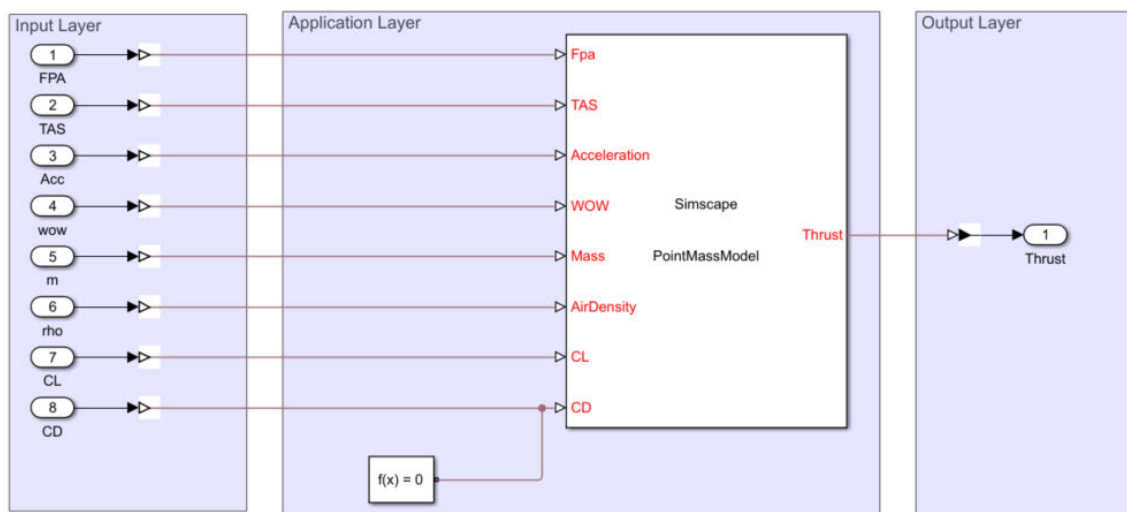 Input Layer
Application Layer
Output Layer
1
FPA
2
TAS
3
Acc
4
wow
5
m
6
rho
7
CL
8
CD
Fpa
TAS
Acceleration
WOW
Mass
AirDensity
CL
CD
Simscape
PointMassModel
Thrust
f(x) = 0
1
Thrust